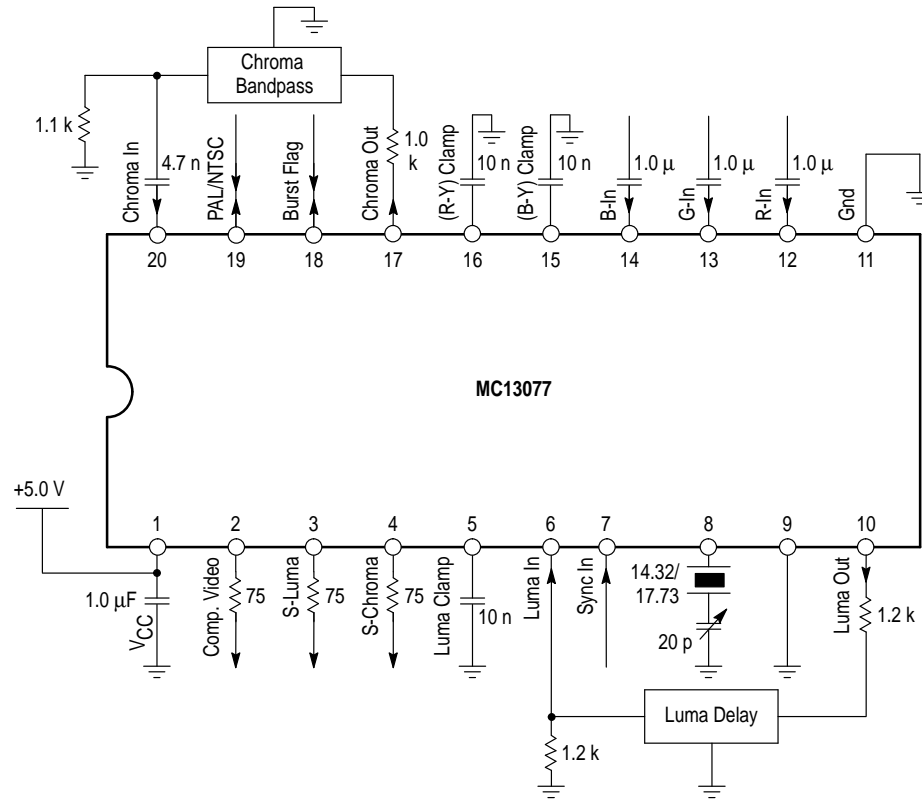 Chroma
Bandpass
1.1 k
Chroma In
4.7 n
PAL/NTSC
Burst Flag
Chroma Out
1.0
k
(R-Y) Clamp
10 n
(B-Y) Clamp
10 n
B-In
1.0 µ
G-In
1.0 µ
R-In
1.0 µ
Gnd
20
19
18
17
16
15
14
13
12
11
MC13077
+5.0 V
1
2
3
4
5
6
7
8
9
10
1.0 µF
VCC
Comp. Video
75
S-Luma
75
S-Chroma
75
Luma Clamp
10 n
Luma In
Sync In
14.32/
17.73
20 p
Luma Out
1.2 k
Luma Delay
1.2 k